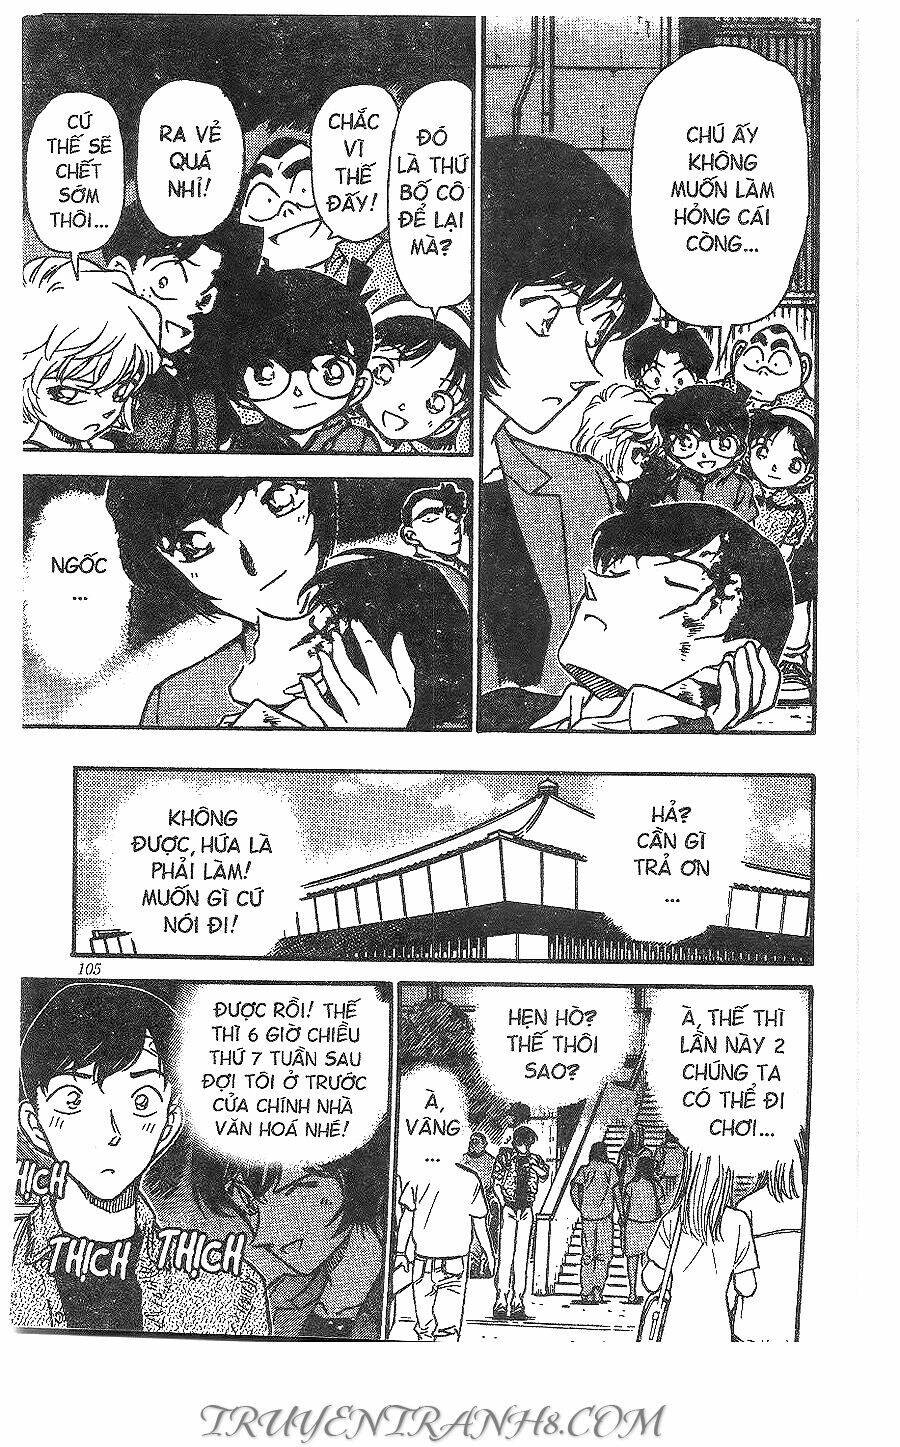 CHÚ ẤY
KHÔNG
MUỐN LÀM
HỎNG CÁI
CÒNG...
ĐÓ
LÀ THỨ
BỐ CÔ
ĐỂ LẠI
MÀ?
CHẮC
VÌ
THẾ
ĐẤY!
RA VẺ
QUÁ
NHỈ!
CỨ
THẾ SẼ
CHẾT
SỚM
THÔI...
NGỐC
...
HẢ?
CẦN GÌ
TRẢ ƠN
...
KHÔNG
ĐƯỢC, HỨA LÀ
PHẢI LÀM!
MUỐN GÌ CỨ
NÓI ĐI!
105
À, THẾ THÌ
LẦN NÀY 2
CHÚNG TA
CÓ THỂ ĐI
CHƠI...
HẸN HÒ?
THẾ THÔI
SAO?
À,
VÂNG
...
ĐƯỢC RỒI! THẾ
THÌ 6 GIỜ CHIỀU
THỨ 7 TUẦN SAU
ĐỢI TÔI Ở TRƯỚC
CỬA CHÍNH NHÀ
VĂN HOÁ NHÉ!
THỊCH
THỊCH
THỊCH
TRUYENTRANH8.COM